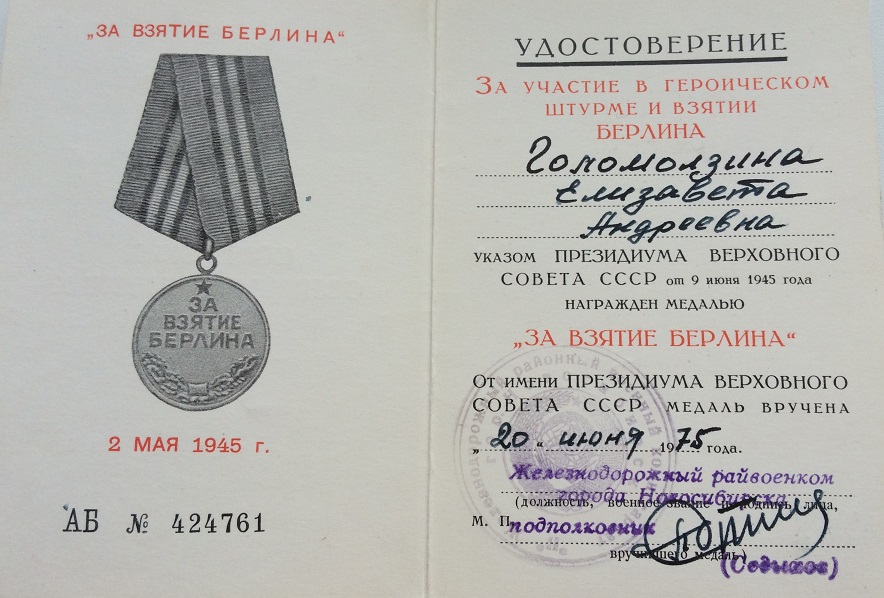 „ЗА ВЗЯТИЕ БЕРЛИНА“
ЗА
ВЗЯТИЕ
БЕРЛИНА
2 МАЯ 1945 г.
АБ № 424761
УДОСТОВЕРЕНИЕ
ЗА УЧАСТИЕ В ГЕРОИЧЕСКОМ
ШТУРМЕ И ВЗЯТИИ
БЕРЛИНА
Голомолзина
Елизавета
Андреевна
УКАЗОМ ПРЕЗИДИУМА ВЕРХОВНОГО
СОВЕТА СССР от 9 июня 1945 года
НАГРАЖДЕН МЕДАЛЬЮ
„ЗА ВЗЯТИЕ БЕРЛИНА“
От имени ПРЕЗИДИУМА ВЕРХОВНОГО
СОВЕТА СССР МЕДАЛЬ ВРУЧЕНА
„20“ июня 1975 года.
Железнодорожный райвоенком
города Новосибирска
(должность, военное звание и подпись лица,
М. П. подполковник
вручившего медаль)
(Седыхов)